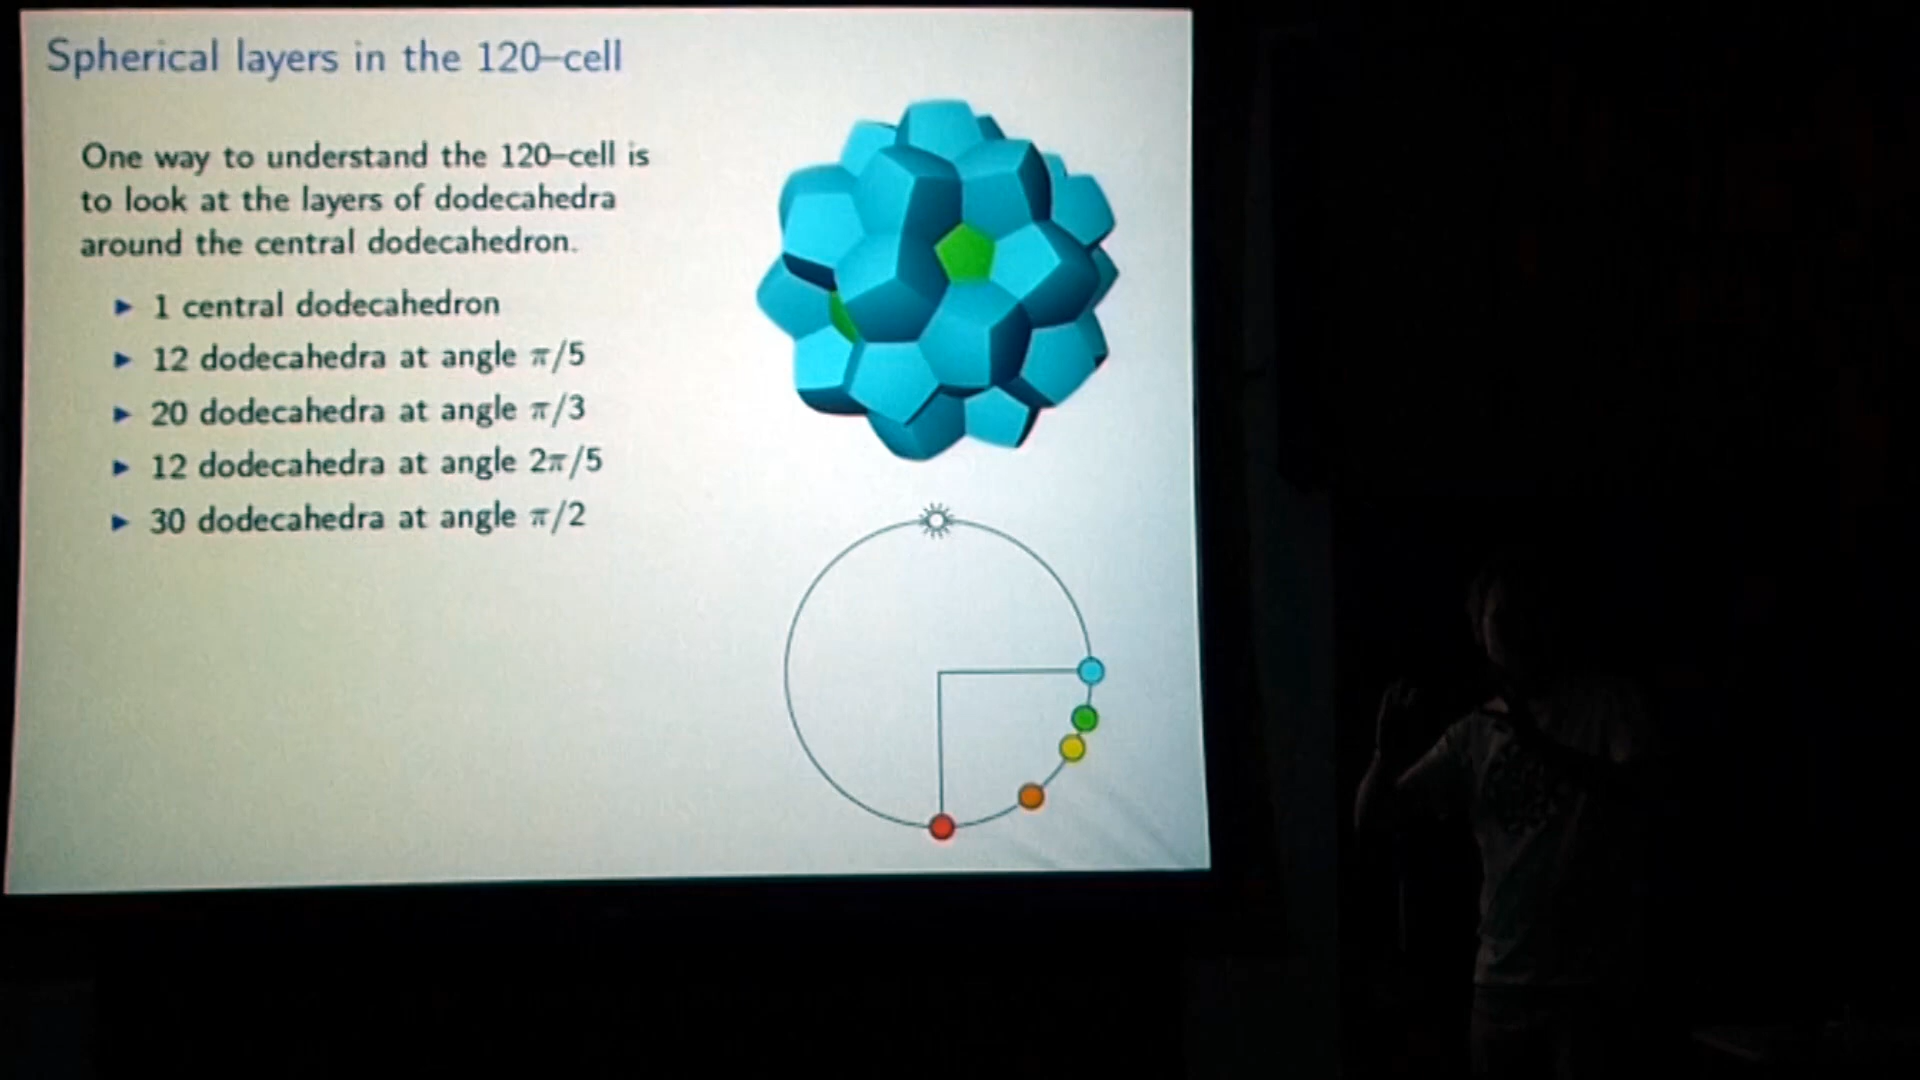 Spherical layers in the 120–cell
One way to understand the 120–cell is
to look at the layers of dodecahedra
around the central dodecahedron.
▶ 1 central dodecahedron
▶ 12 dodecahedra at angle π/5
▶ 20 dodecahedra at angle π/3
▶ 12 dodecahedra at angle 2π/5
▶ 30 dodecahedra at angle π/2